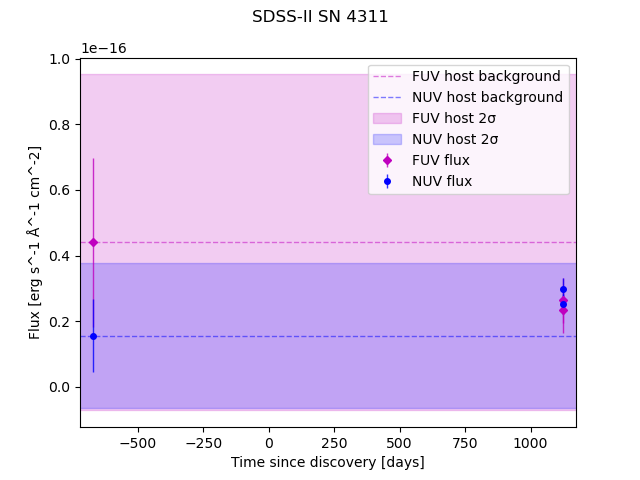 SDSS-II SN 4311
1e−16
FUV host background
NUV host background
FUV host 2σ
NUV host 2σ
FUV flux
NUV flux
1.0
0.8
0.6
0.4
0.2
0.0
Flux [erg s^-1 Å^-1 cm^-2]
−500
−250
0
250
500
750
1000
Time since discovery [days]